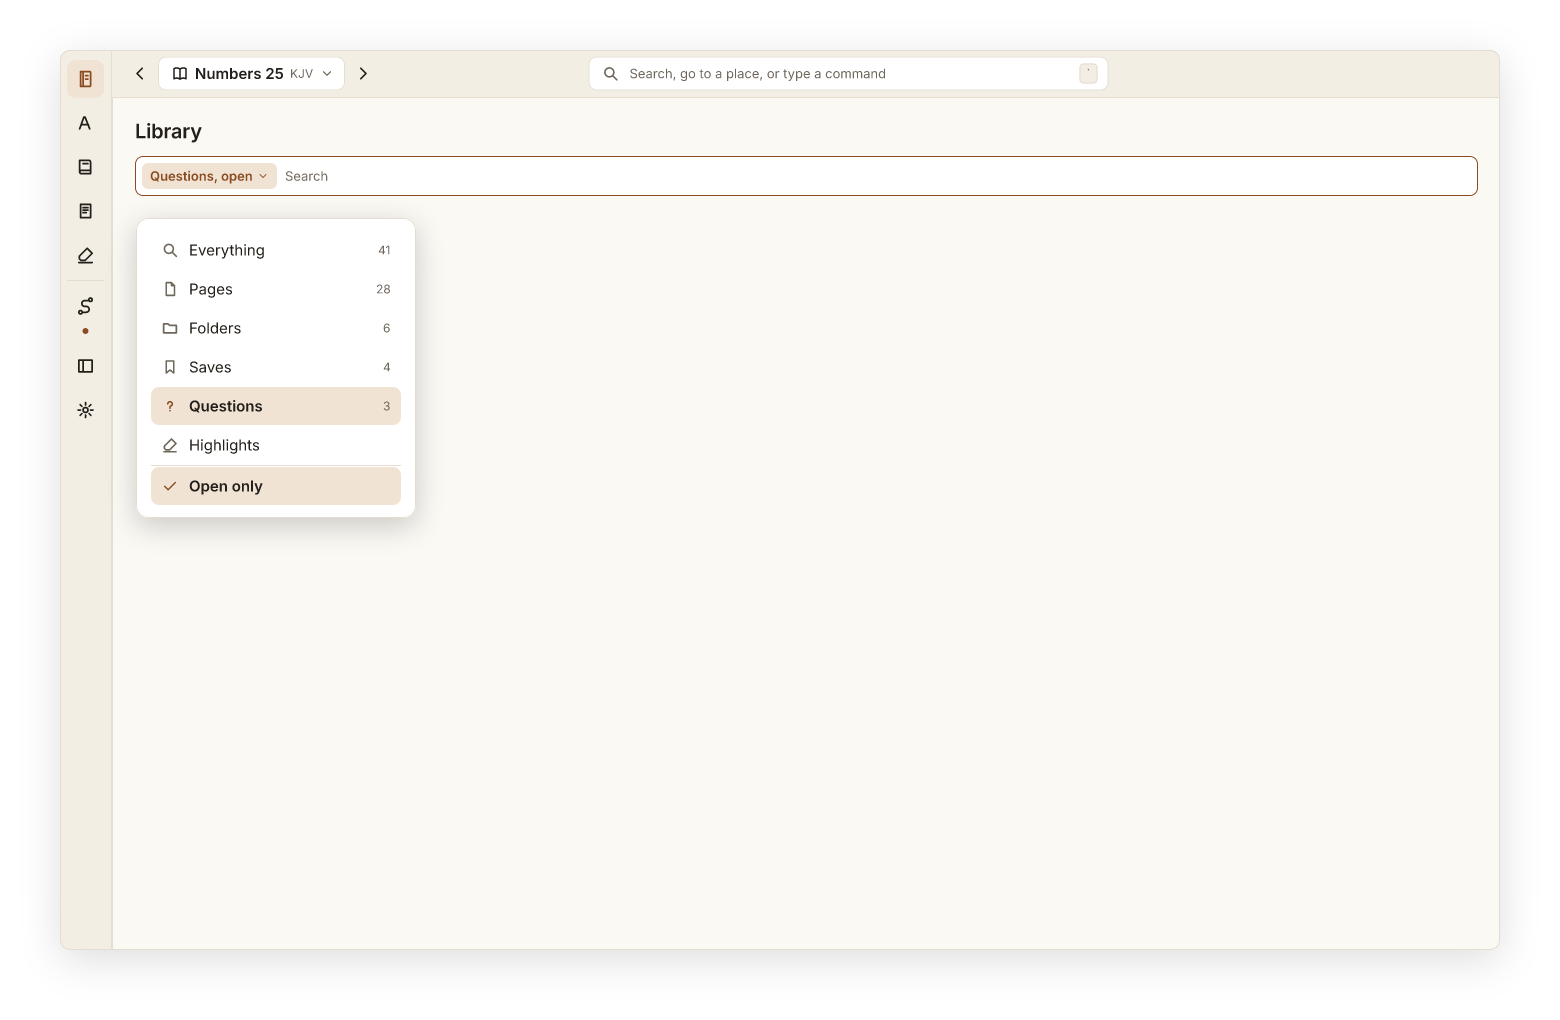 Numbers 25 KJV
Search, go to a place, or type a command
Library
Questions, open
Search
Everything 41
Pages 28
Folders 6
Saves 4
? Questions 3
Highlights
Open only